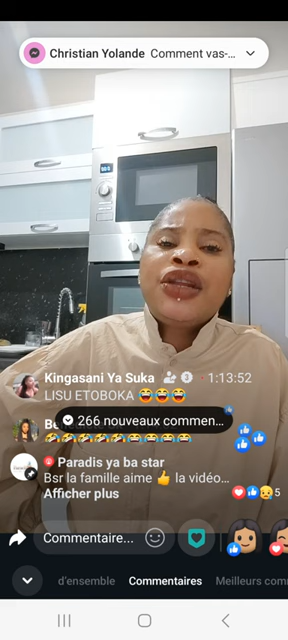 Christian Yolande Comment vas-...
Kingasani Ya Suka 1:13:52
LISU ETOBOKA 😂😂😂
266 nouveaux commen...
🤣🤣🤣🤣🤣😂😂😂😂
Paradis ya ba star
Bsr la famille aime 👍 la vidéo...
Afficher plus
5
Commentaire...
d'ensemble Commentaires Meilleurs com